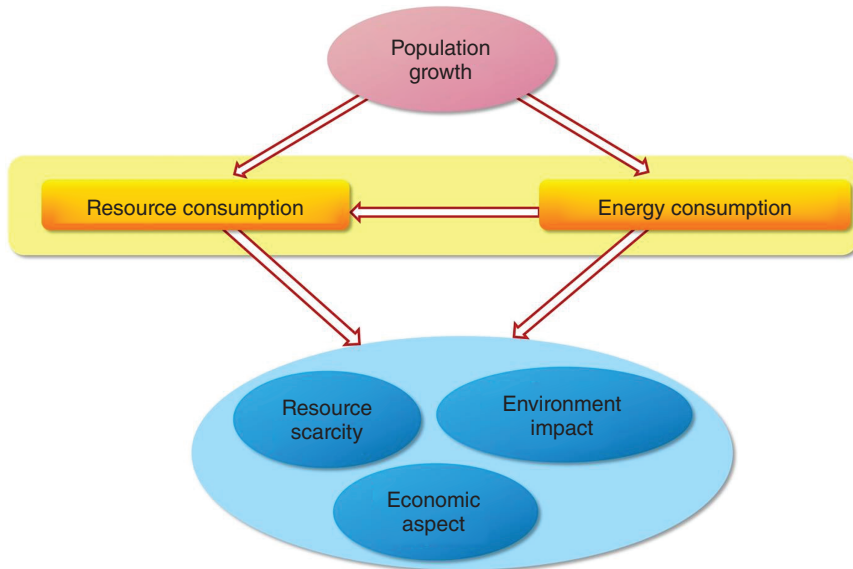 Population
growth
Resource consumption
Energy consumption
Resource
scarcity
Environment
impact
Economic
aspect